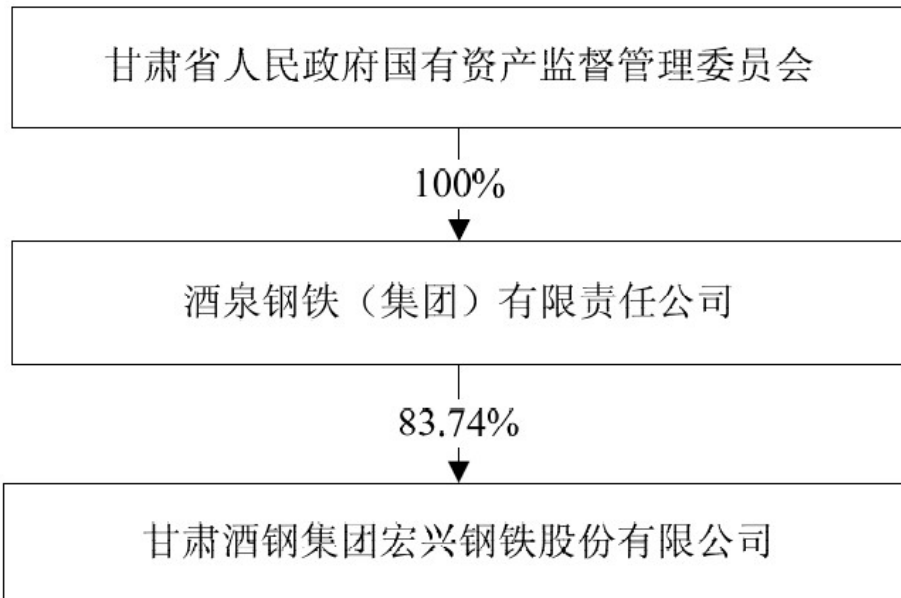 甘肃省人民政府国有资产监督管理委员会
100%
酒泉钢铁（集团）有限责任公司
83.74%
甘肃酒钢集团宏兴钢铁股份有限公司